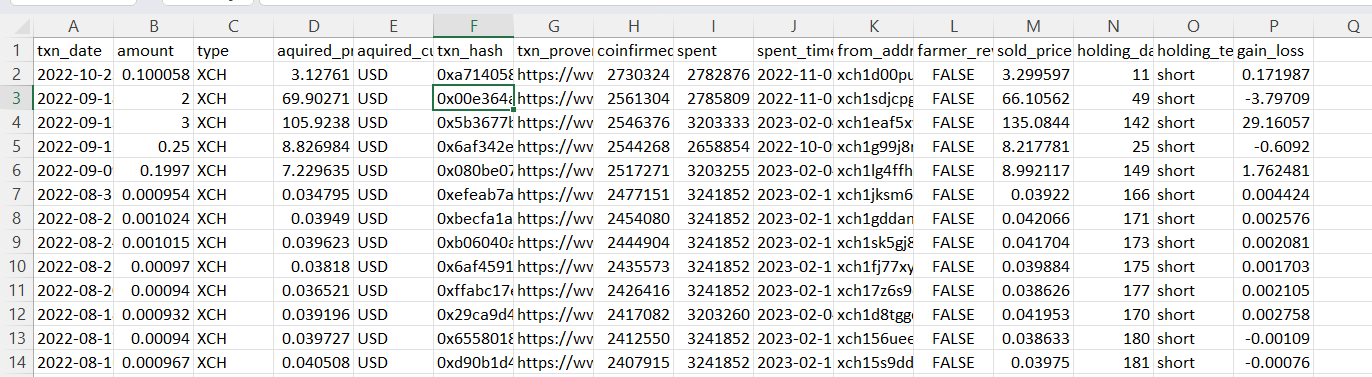 A B C D E F G H I J K L M N O P Q
1 txn_date amount type aquired_pr aquired_cu txn_hash txn_prover coinfirmed spent spent_time from_addr farmer_rev sold_price holding_da holding_te gain_loss
2 2022-10-2 0.100058 XCH 3.12761 USD 0xa714058 https://wv 2730324 2782876 2022-11-0 xch1d00pu FALSE 3.299597 11 short 0.171987
3 2022-09-1 2 XCH 69.90271 USD 0x00e364a https://wv 2561304 2785809 2022-11-0 xch1sdjcpg FALSE 66.10562 49 short -3.79709
4 2022-09-1 3 XCH 105.9238 USD 0x5b3677b https://wv 2546376 3203333 2023-02-0 xch1eaf5x FALSE 135.0844 142 short 29.16057
5 2022-09-1 0.25 XCH 8.826984 USD 0x6af342e https://wv 2544268 2658854 2022-10-0 xch1g99j8 FALSE 8.217781 25 short -0.6092
6 2022-09-0 0.1997 XCH 7.229635 USD 0x080be07 https://wv 2517271 3203255 2023-02-0 xch1lg4ffh FALSE 8.992117 149 short 1.762481
7 2022-08-3 0.000954 XCH 0.034795 USD 0xefeab7a https://wv 2477151 3241852 2023-02-1 xch1jksm6 FALSE 0.03922 166 short 0.004424
8 2022-08-2 0.001024 XCH 0.03949 USD 0xbecfa1a https://wv 2454080 3241852 2023-02-1 xch1gddan FALSE 0.042066 171 short 0.002576
9 2022-08-2 0.001015 XCH 0.039623 USD 0xb06040a https://wv 2444904 3241852 2023-02-1 xch1sk5gj8 FALSE 0.041704 173 short 0.002081
10 2022-08-2 0.00097 XCH 0.03818 USD 0x6af4591 https://wv 2435573 3241852 2023-02-1 xch1fj77xy FALSE 0.039884 175 short 0.001703
11 2022-08-2 0.00094 XCH 0.036521 USD 0xffabc17e https://wv 2426416 3241852 2023-02-1 xch17z6s9 FALSE 0.038626 177 short 0.002105
12 2022-08-1 0.000932 XCH 0.039196 USD 0x29ca9d4 https://wv 2417082 3203260 2023-02-0 xch1d8tgg FALSE 0.041953 170 short 0.002758
13 2022-08-1 0.00094 XCH 0.039727 USD 0x6558018 https://wv 2412550 3241852 2023-02-1 xch156uee FALSE 0.038633 180 short -0.00109
14 2022-08-1 0.000967 XCH 0.040508 USD 0xd90b1d4 https://wv 2407915 3241852 2023-02-1 xch15s9dd FALSE 0.03975 181 short -0.00076